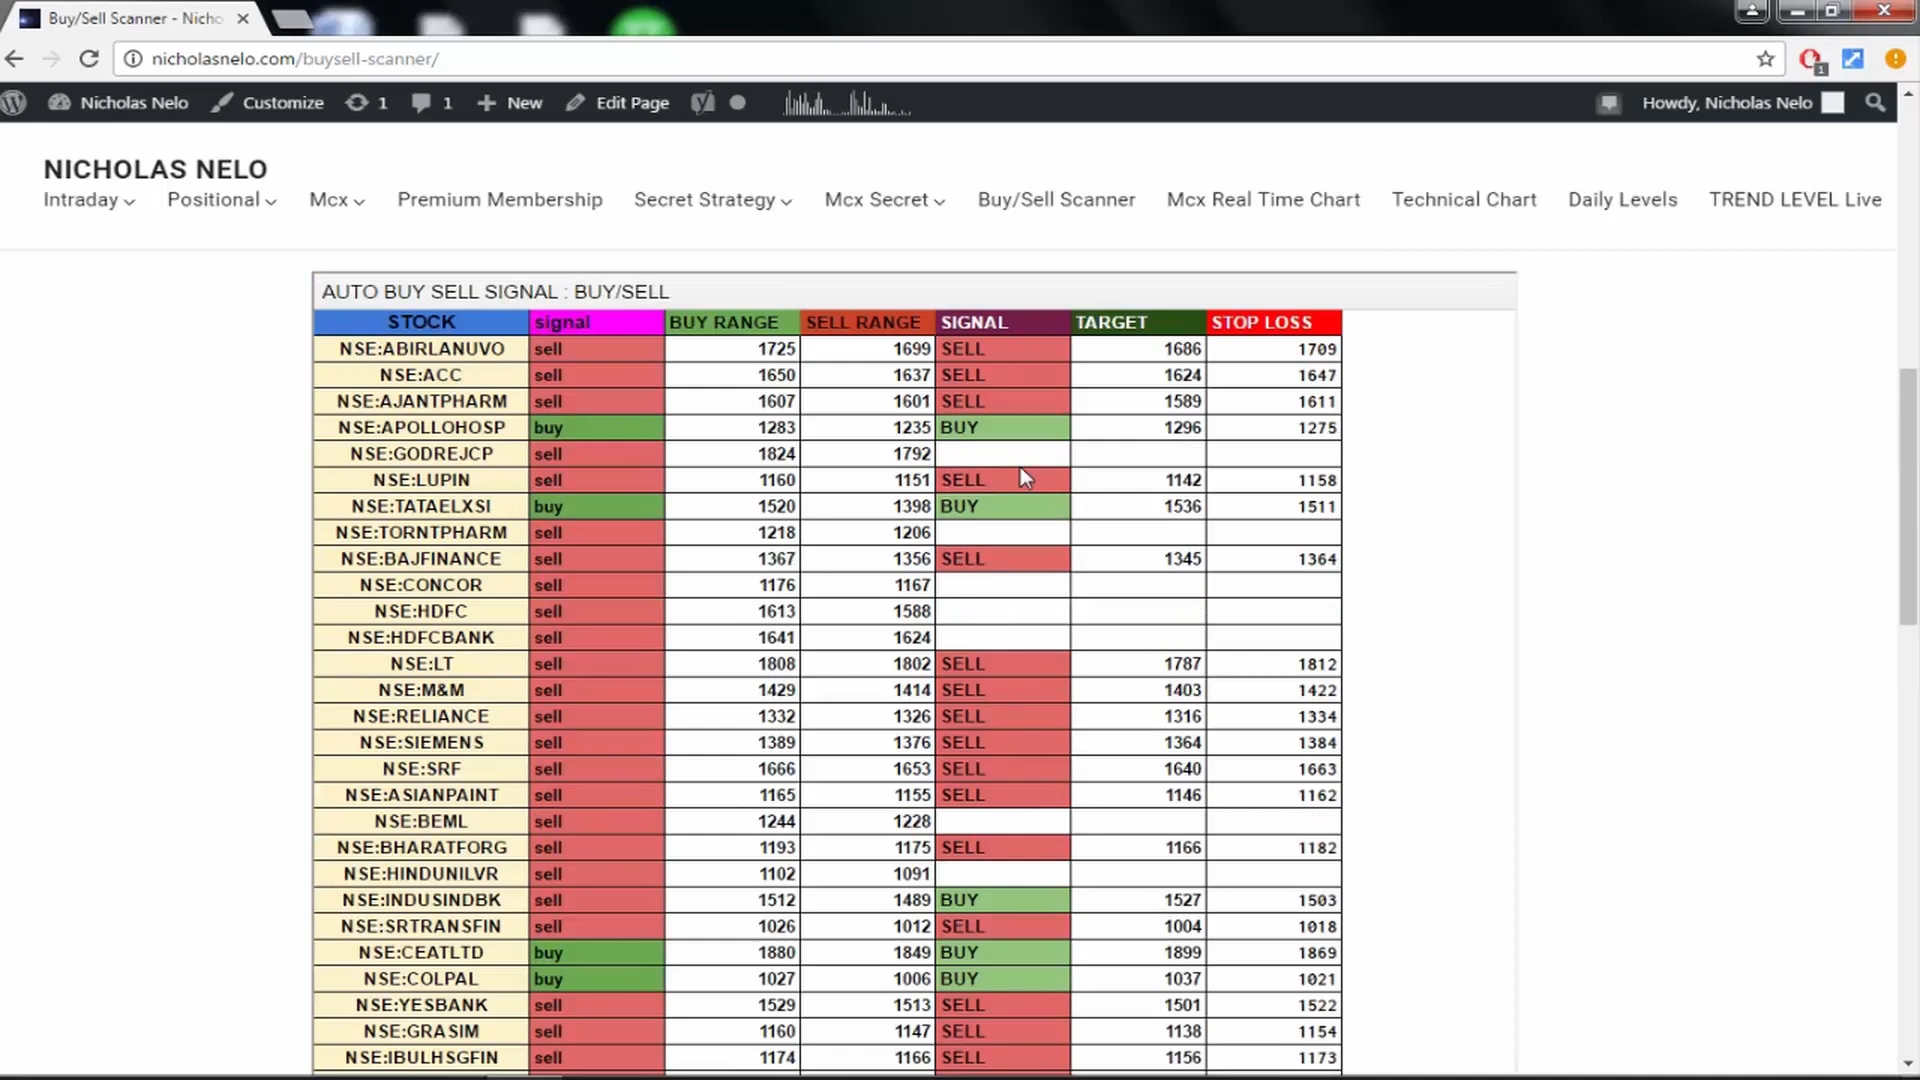 Buy/Sell Scanner - Nicho
nicholasnelo.com/buysell-scanner/
1
Nicholas Nelo Customize 1 1 New Edit Page Howdy, Nicholas Nelo
NICHOLAS NELO
Intraday Positional Mcx Premium Membership Secret Strategy Mcx Secret Buy/Sell Scanner Mcx Real Time Chart Technical Chart Daily Levels TREND LEVEL Live
AUTO BUY SELL SIGNAL : BUY/SELL
STOCK signal BUY RANGE SELL RANGE SIGNAL TARGET STOP LOSS
NSE:ABIRLANUVO sell 1725 1699 SELL 1686 1709
NSE:ACC sell 1650 1637 SELL 1624 1647
NSE:AJANTPHARM sell 1607 1601 SELL 1589 1611
NSE:APOLLOHOSP buy 1283 1235 BUY 1296 1275
NSE:GODREJCP sell 1824 1792
NSE:LUPIN sell 1160 1151 SELL 1142 1158
NSE:TATAELXSI buy 1520 1398 BUY 1536 1511
NSE:TORNTPHARM sell 1218 1206
NSE:BAJFINANCE sell 1367 1356 SELL 1345 1364
NSE:CONCOR sell 1176 1167
NSE:HDFC sell 1613 1588
NSE:HDFCBANK sell 1641 1624
NSE:LT sell 1808 1802 SELL 1787 1812
NSE:M&M sell 1429 1414 SELL 1403 1422
NSE:RELIANCE sell 1332 1326 SELL 1316 1334
NSE:SIEMENS sell 1389 1376 SELL 1364 1384
NSE:SRF sell 1666 1653 SELL 1640 1663
NSE:ASIANPAINT sell 1165 1155 SELL 1146 1162
NSE:BEML sell 1244 1228
NSE:BHARATFORG sell 1193 1175 SELL 1166 1182
NSE:HINDUNILVR sell 1102 1091
NSE:INDUSINDBK sell 1512 1489 BUY 1527 1503
NSE:SRTRANSFIN sell 1026 1012 SELL 1004 1018
NSE:CEATLTD buy 1880 1849 BUY 1899 1869
NSE:COLPAL buy 1027 1006 BUY 1037 1021
NSE:YESBANK sell 1529 1513 SELL 1501 1522
NSE:GRASIM sell 1160 1147 SELL 1138 1154
NSE:IBULHSGFIN sell 1174 1166 SELL 1156 1173